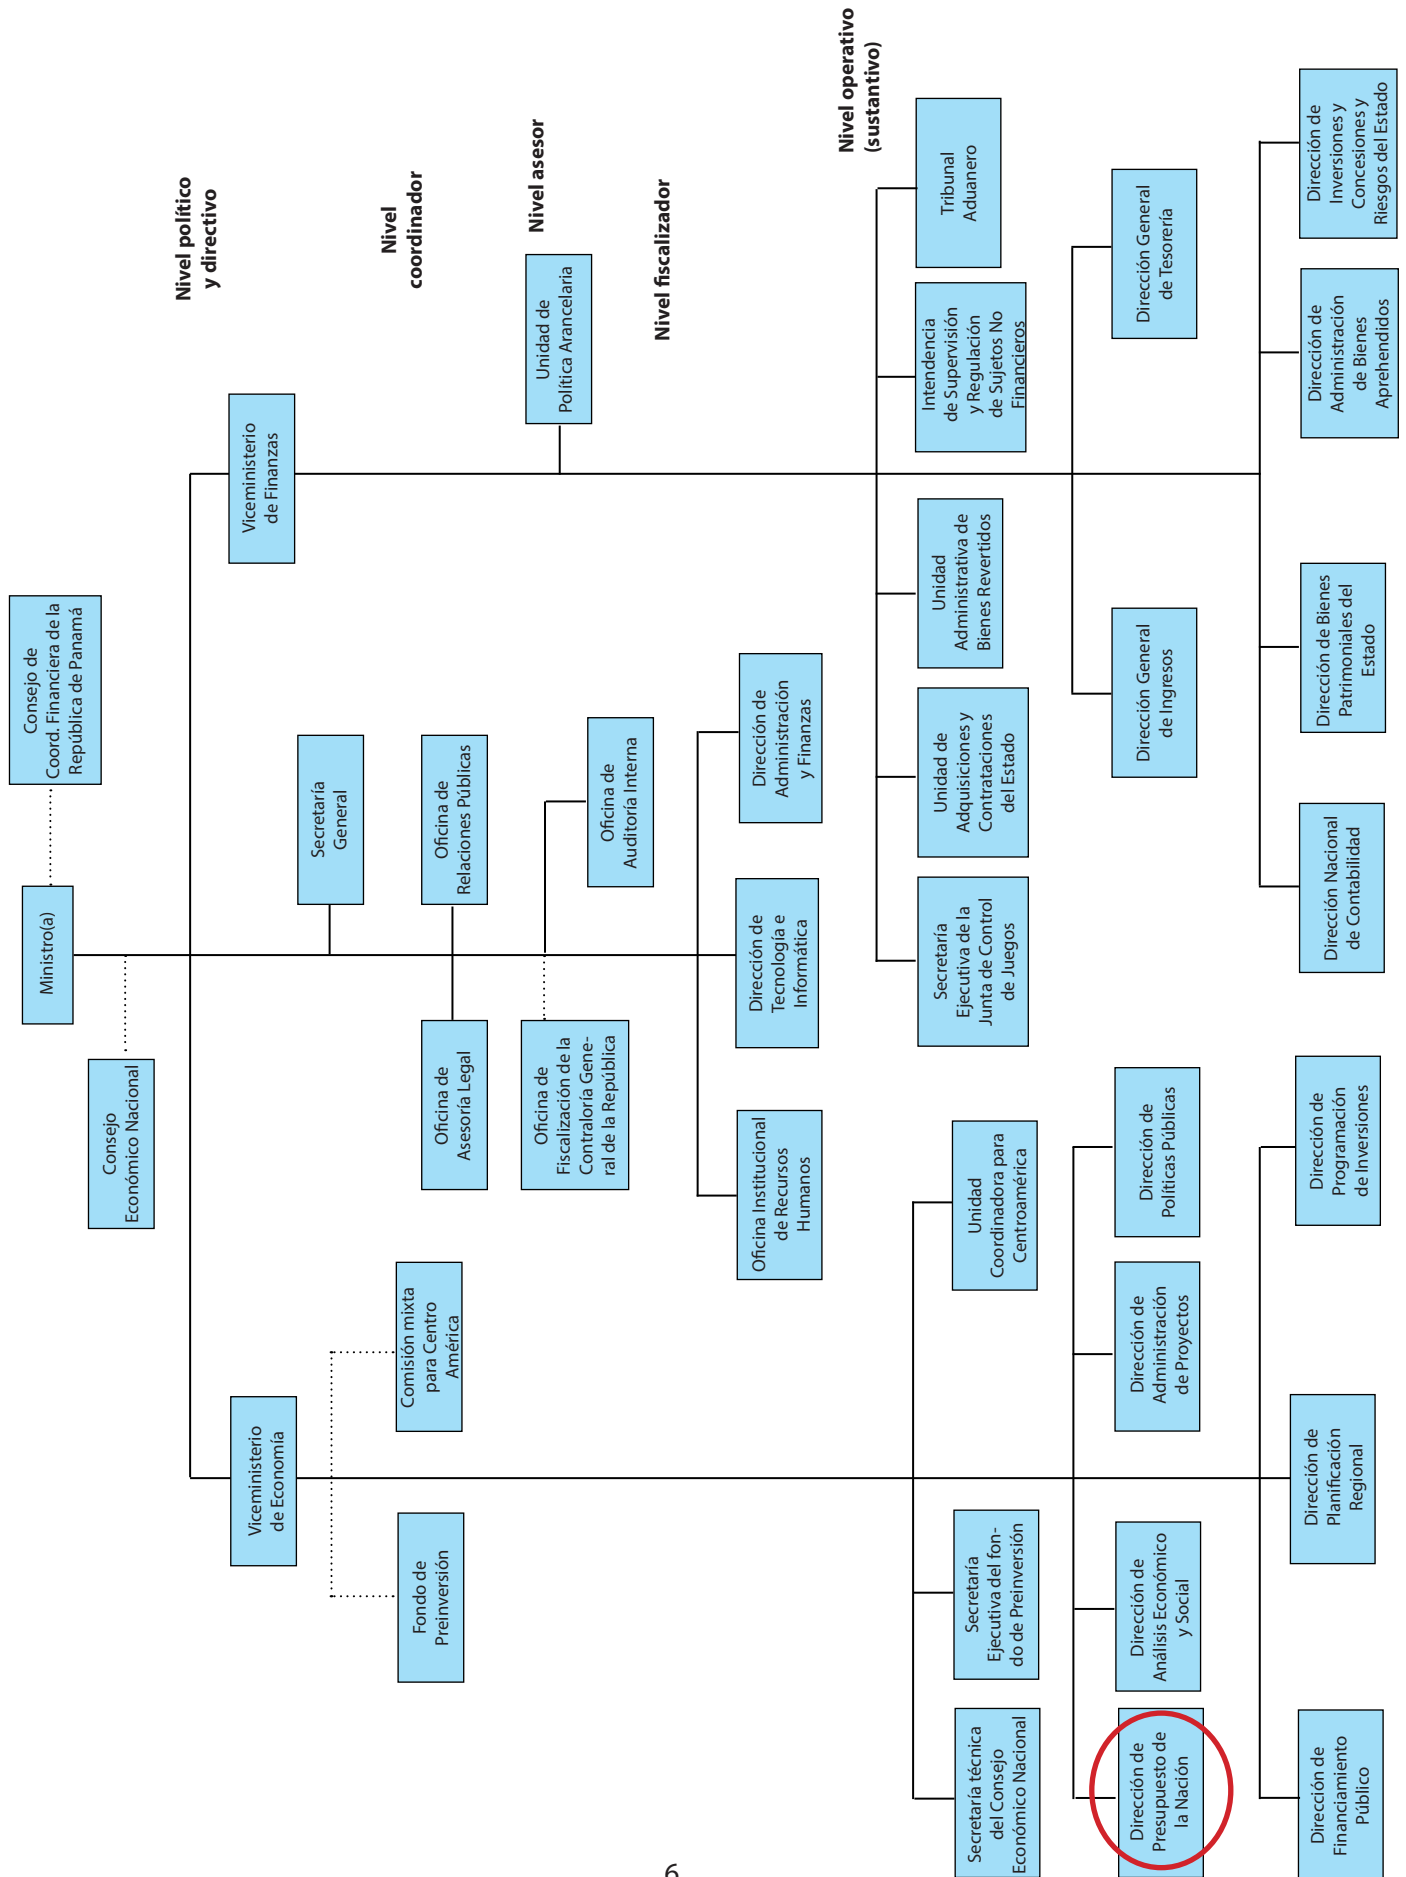 Consejo de
Coord. Financiera de la
República de Panamá
Ministro(a)
Consejo
Económico Nacional
Nivel político
y directivo
Viceministerio
de Economía
Viceministerio
de Finanzas
Secretaría
General
Nivel
coordinador
Fondo de
Preinversión
Comisión mixta
para Centro
América
Oficina de
Asesoría Legal
Oficina de
Relaciones Públicas
Unidad de
Política Arancelaria
Nivel asesor
Oficina de
Fiscalización de la
Contraloría Gene-
ral de la República
Oficina de
Auditoría Interna
Nivel fiscalizador
Oficina Institucional
de Recursos
Humanos
Dirección de
Tecnología e
Informática
Dirección de
Administración
y Finanzas
Nivel operativo
(sustantivo)
Secretaría técnica
del Consejo
Económico Nacional
Secretaría
Ejecutiva del fon-
do de Preinversión
Unidad
Coordinadora para
Centroamérica
Secretaría
Ejecutiva de la
Junta de Control
de Juegos
Unidad de
Adquisiciones y
Contrataciones
del Estado
Unidad
Administrativa de
Bienes Revertidos
Intendencia
de Supervisión
y Regulación
de Sujetos No
Financieros
Tribunal
Aduanero
Dirección de
Presupuesto de
la Nación
Dirección de
Análisis Económico
y Social
Dirección de
Administración
de Proyectos
Dirección de
Políticas Públicas
Dirección General
de Ingresos
Dirección General
de Tesorería
Dirección de
Financiamiento
Público
Dirección de
Planificación
Regional
Dirección de
Programación
de Inversiones
Dirección Nacional
de Contabilidad
Dirección de Bienes
Patrimoniales del
Estado
Dirección de
Administración
de Bienes
Aprehendidos
Dirección de
Inversiones y
Concesiones y
Riesgos del Estado
6